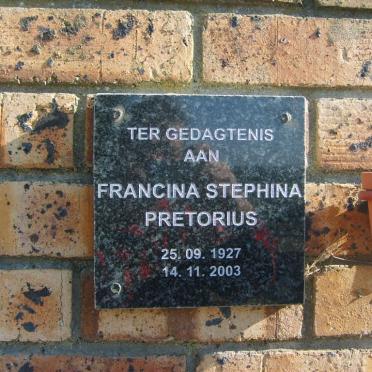 TER GEDAGTENIS
AAN
FRANCINA STEPHINA
PRETORIUS
25. 09. 1927
14. 11. 2003